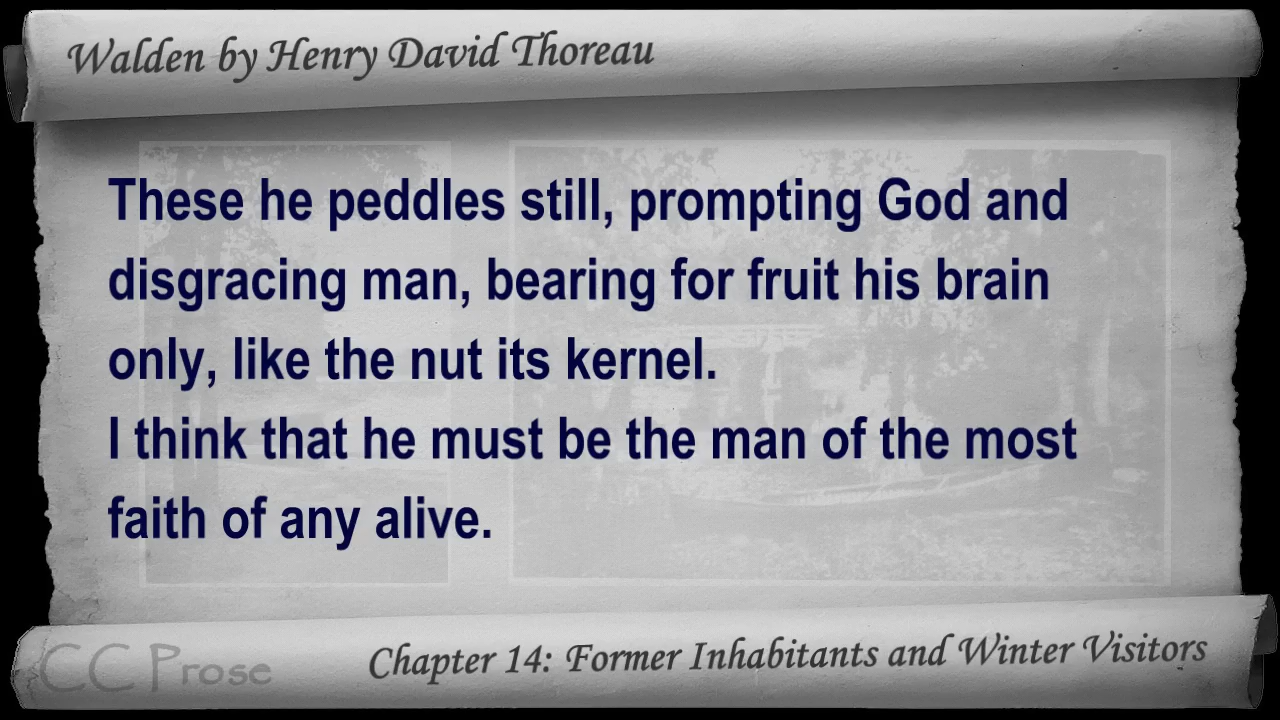 Walden by Henry David Thoreau
These he peddles still, prompting God and
disgracing man, bearing for fruit his brain
only, like the nut its kernel.
I think that he must be the man of the most
faith of any alive.
CC Prose
Chapter 14: Former Inhabitants and Winter Visitors